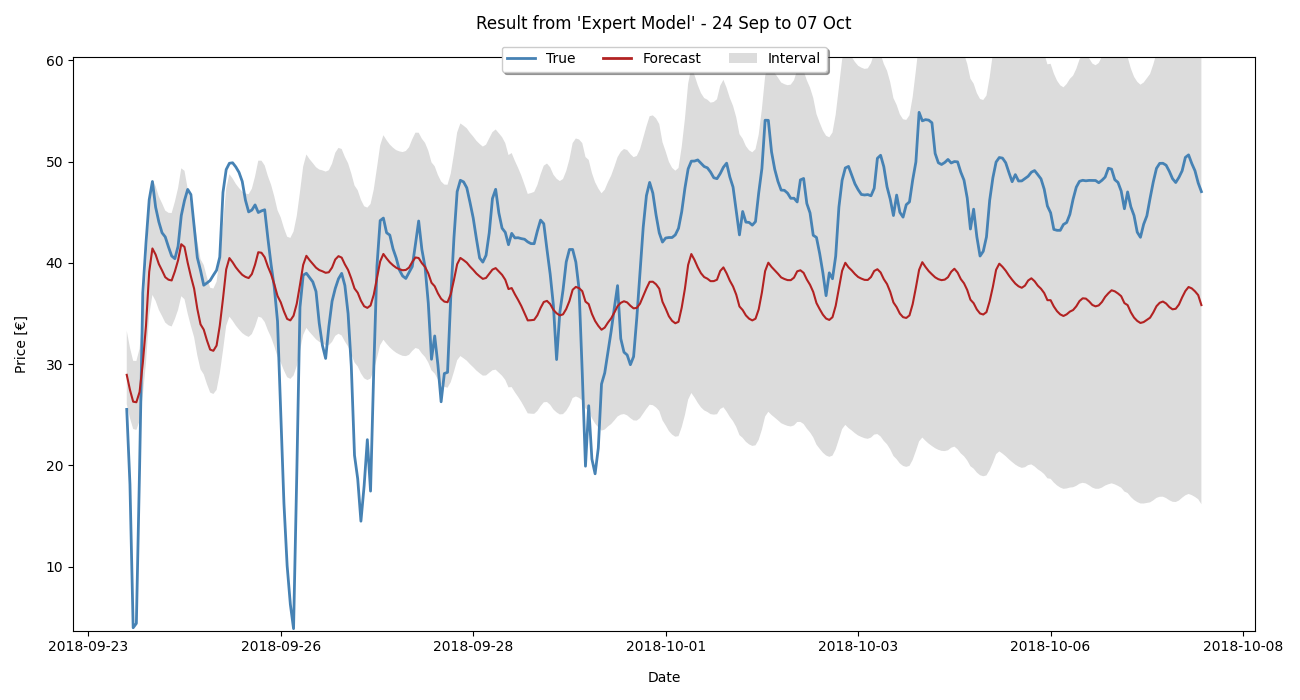 Result from 'Expert Model' - 24 Sep to 07 Oct
True Forecast Interval
60
50
40
30
20
10
Price [€]
2018-09-23 2018-09-26 2018-09-28 2018-10-01 2018-10-03 2018-10-06 2018-10-08
Date